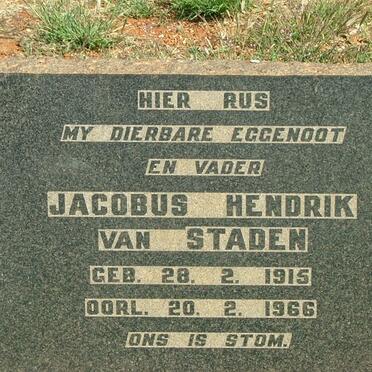 HIER RUS
MY DIERBARE EGGENOOT
EN VADER
JACOBUS HENDRIK
VAN STADEN
GEB. 28. 2. 1915
OORL. 20. 2. 1966
ONS IS STOM.